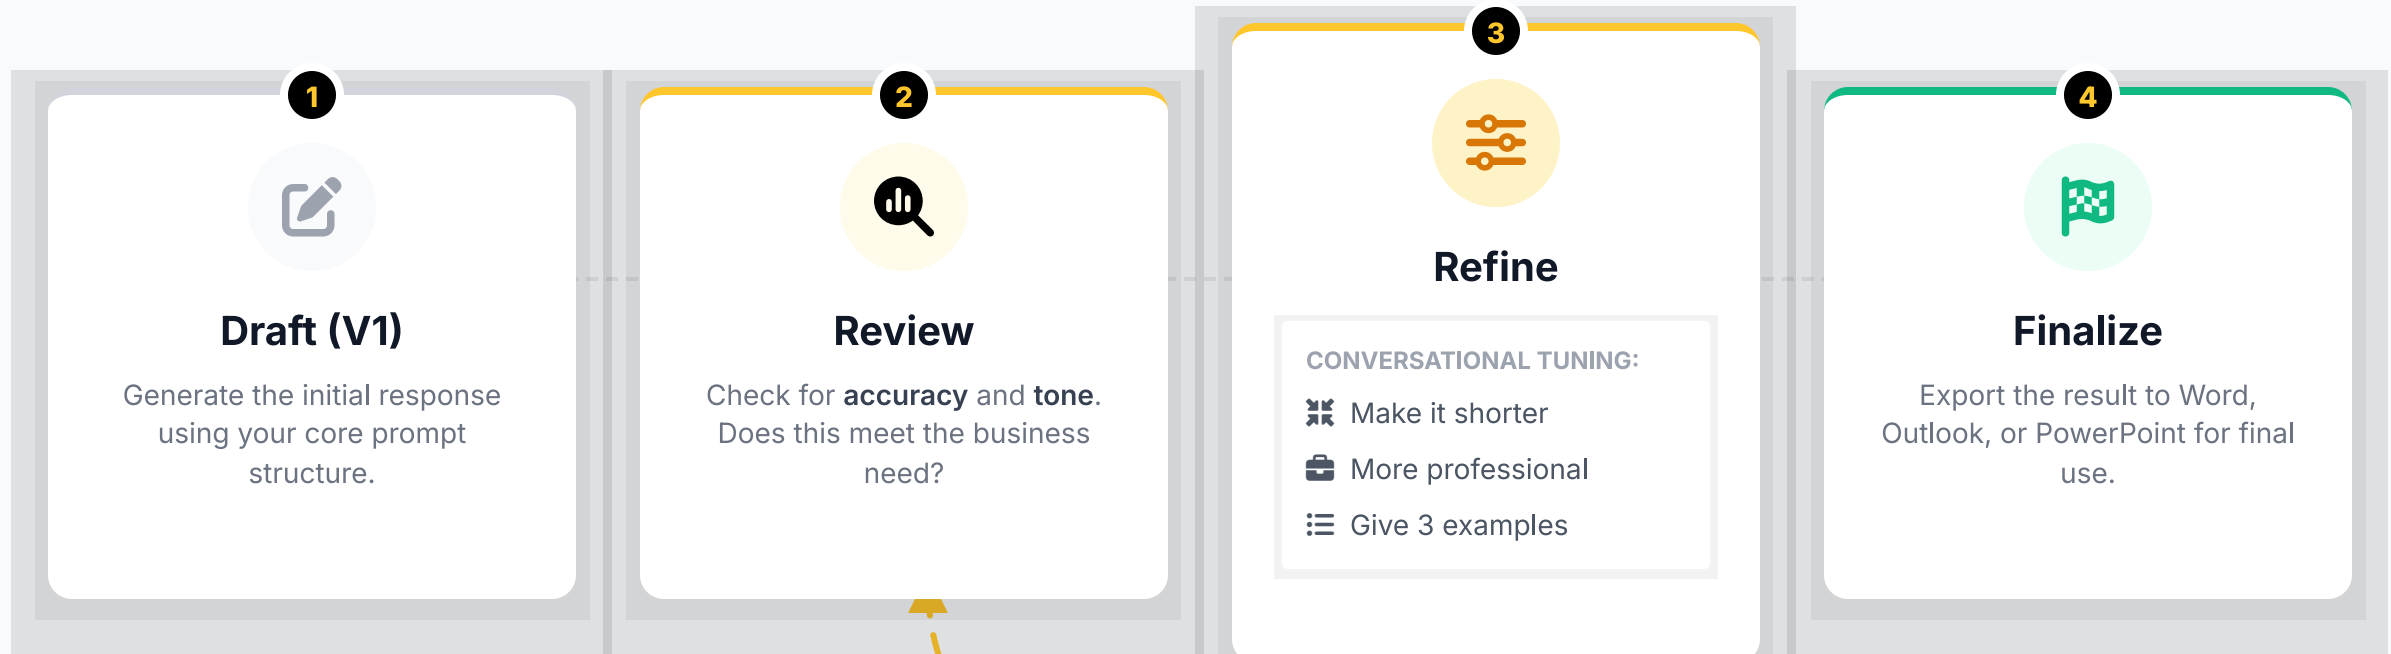 1
Draft (V1)
Generate the initial response
using your core prompt
structure.
2
Review
Check for accuracy and tone.
Does this meet the business
need?
3
Refine
CONVERSATIONAL TUNING:
Make it shorter
More professional
Give 3 examples
4
Finalize
Export the result to Word,
Outlook, or PowerPoint for final
use.